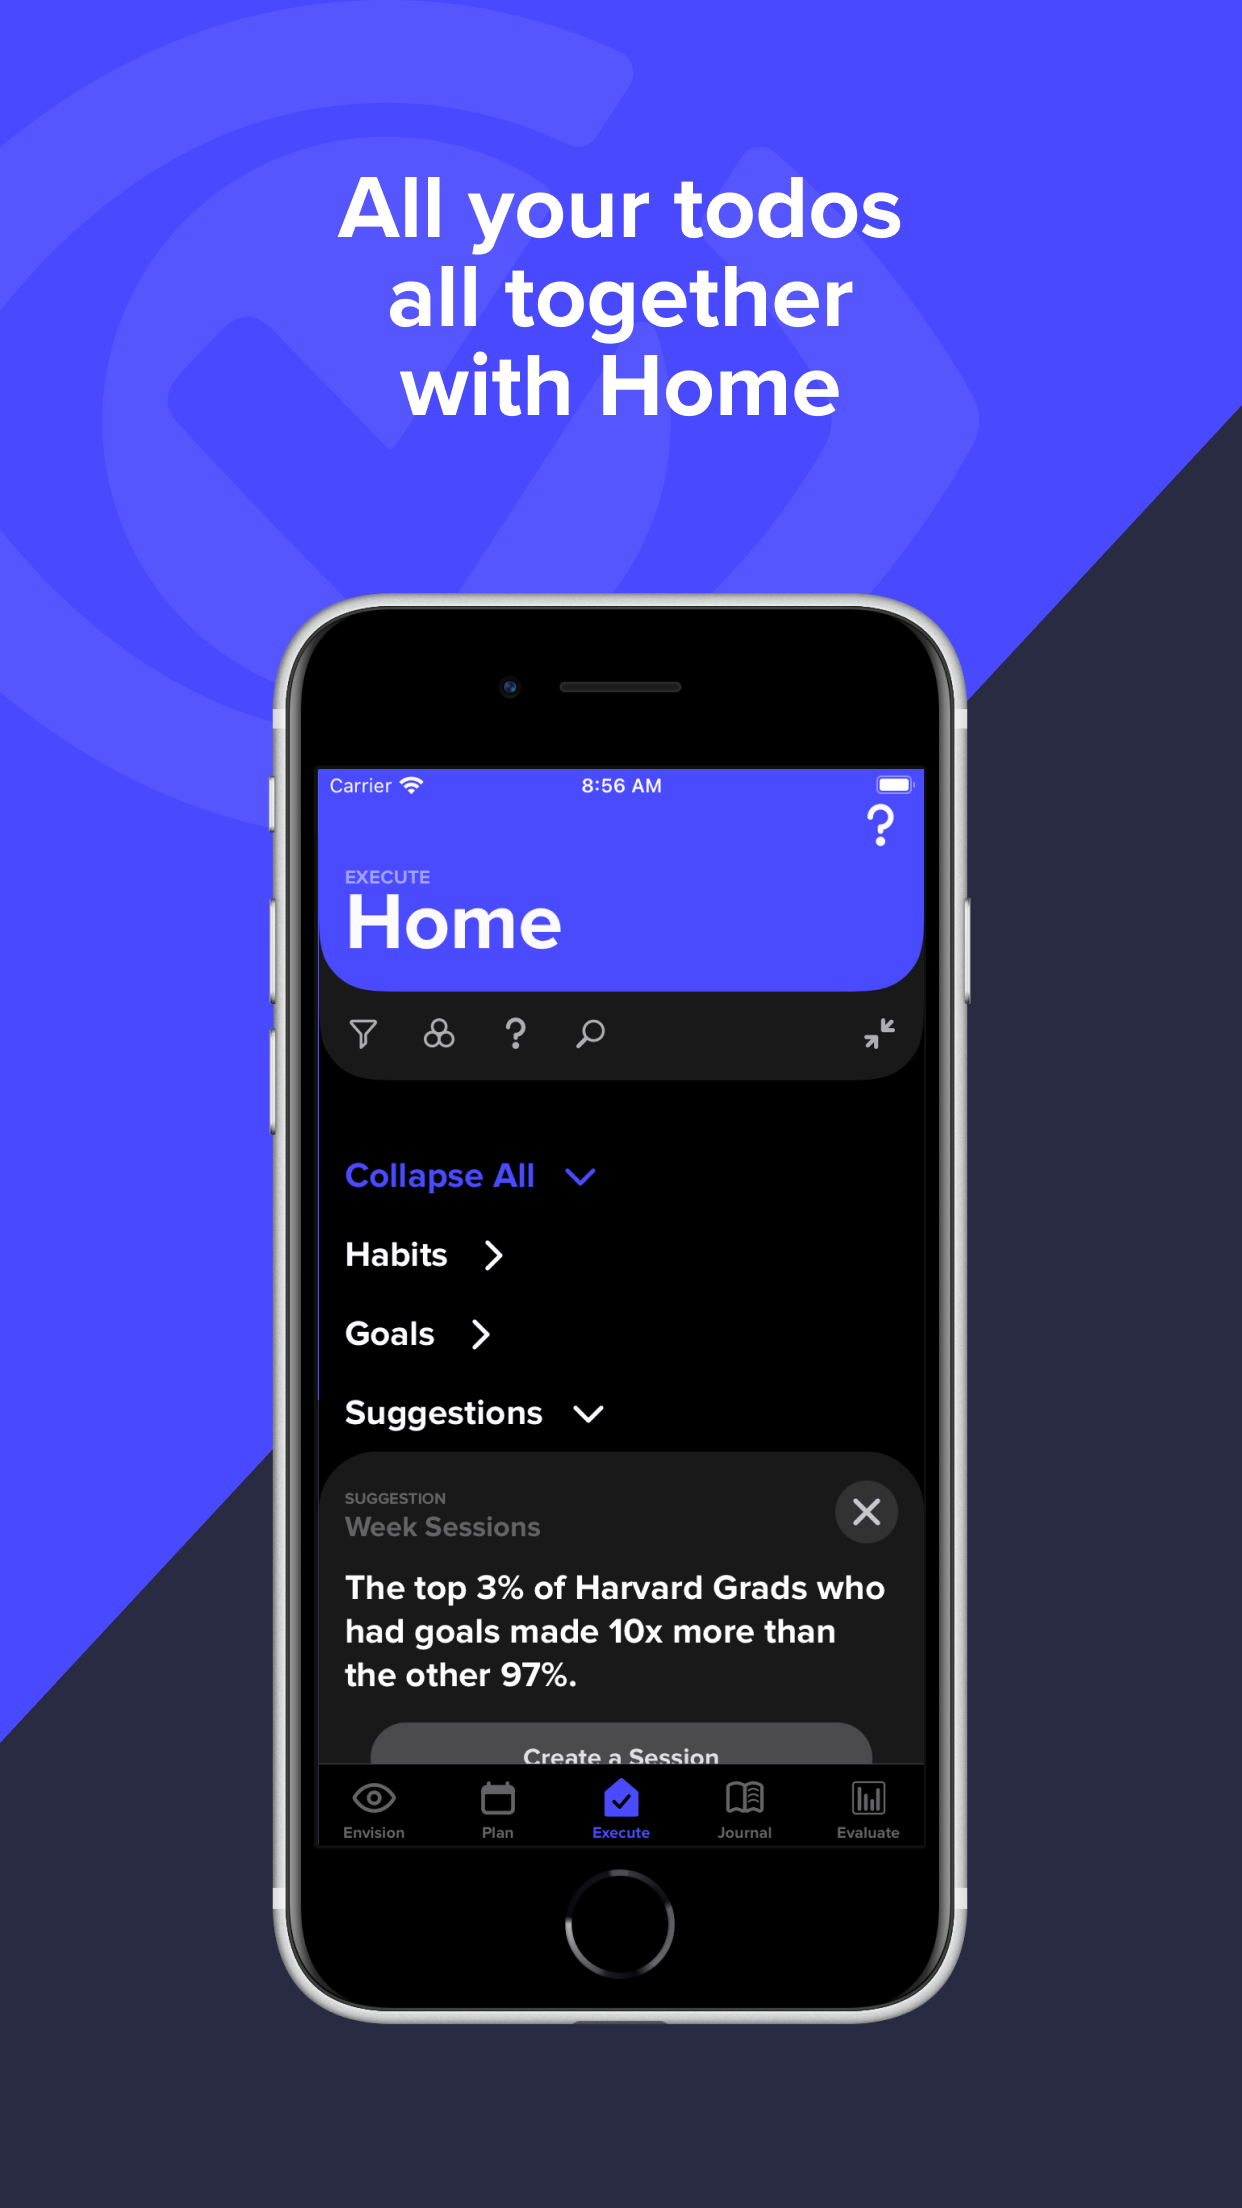 All your todos
all together
with Home
Carrier
8:56 AM
EXECUTE
Home
Collapse All
Habits
Goals
Suggestions
SUGGESTION
Week Sessions
The top 3% of Harvard Grads who
had goals made 10x more than
the other 97%.
Create a Session
Envision
Plan
Execute
Journal
Evaluate